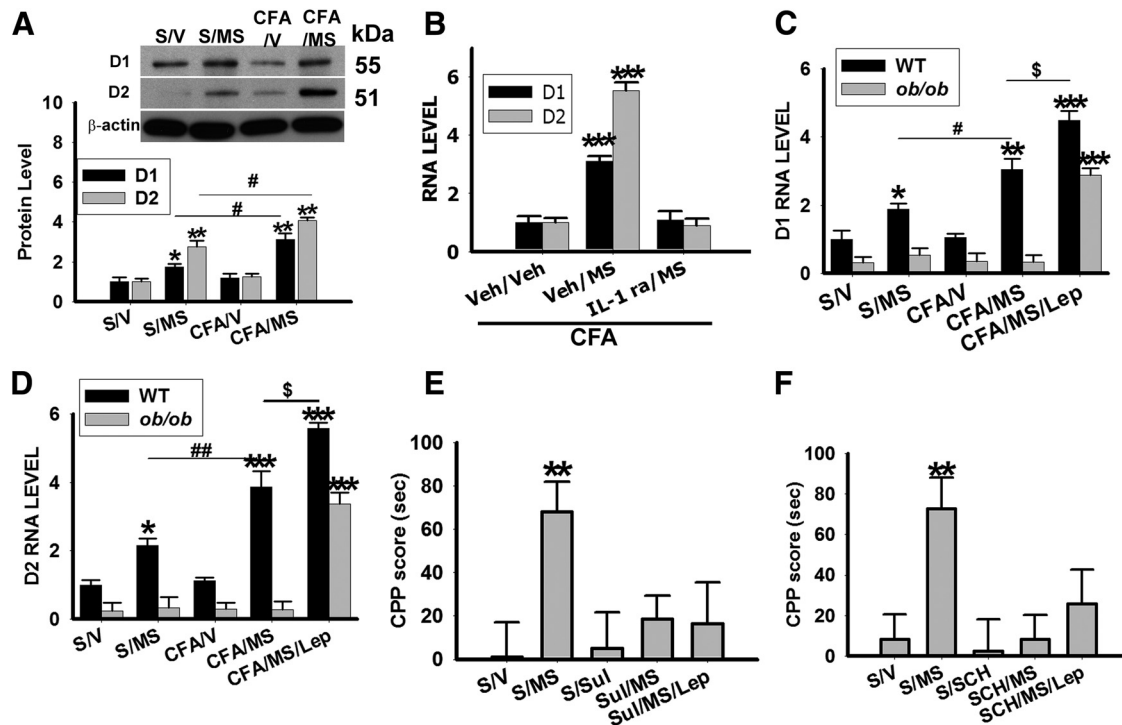 A
S/V S/MS CFA/V CFA/MS kDa
D1 55
D2 51
β-actin
Protein Level
10
8
6
4
2
0
D1
D2
#
#
* ** ** **
S/V S/MS CFA/V CFA/MS
B
RNA LEVEL
6
4
2
0
D1
D2
*** ***
Veh/Veh Veh/MS IL-1 ra/MS
CFA
C
D1 RNA LEVEL
6
4
2
0
WT
ob/ob
$
#
* ** *** ***
S/V S/MS CFA/V CFA/MS CFA/MS/Lep
D
D2 RNA LEVEL
6
4
2
0
WT
ob/ob
$
##
* *** *** ***
S/V S/MS CFA/V CFA/MS CFA/MS/Lep
E
CPP score (sec)
100
80
60
40
20
0
**
S/V S/MS S/Sul Sul/MS Sul/MS/Lep
F
CPP score (sec)
100
80
60
40
20
0
**
S/V S/MS S/SCH SCH/MS SCH/MS/Lep